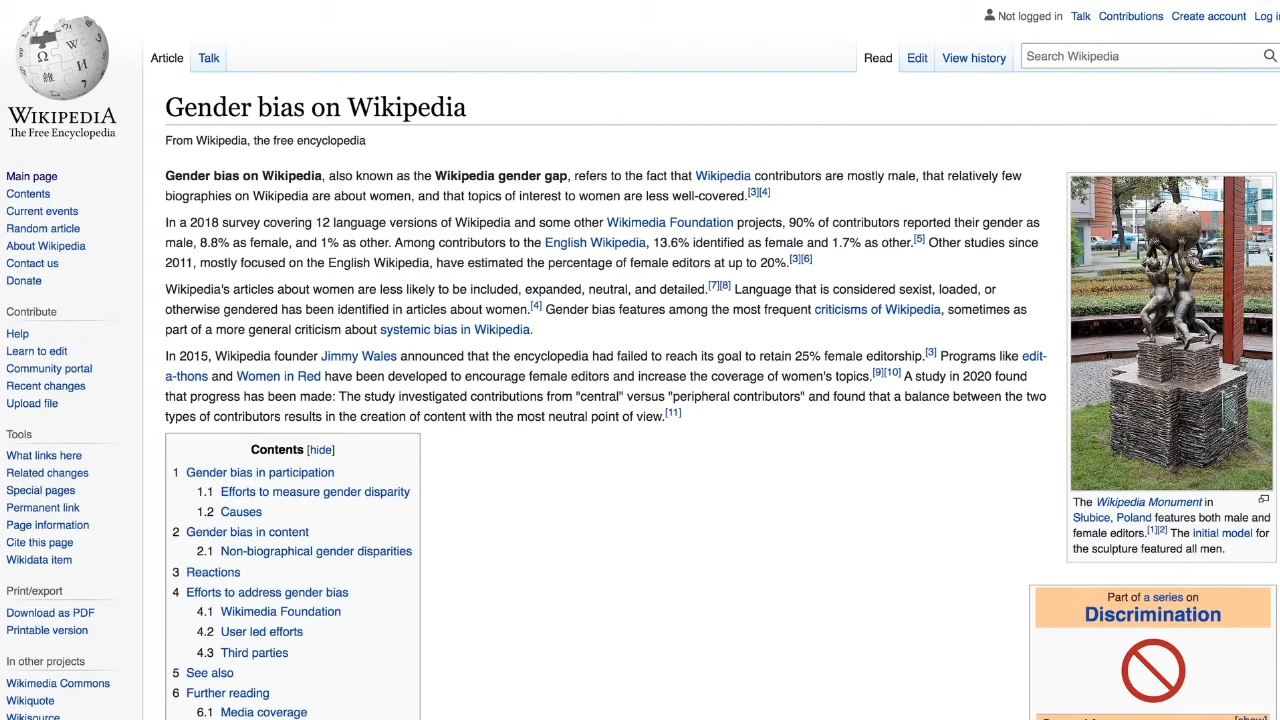 Not logged in Talk Contributions Create account Log i
Article Talk Read Edit View history Search Wikipedia
WIKIPEDIA
The Free Encyclopedia
Main page
Contents
Current events
Random article
About Wikipedia
Contact us
Donate
Contribute
Help
Learn to edit
Community portal
Recent changes
Upload file
Tools
What links here
Related changes
Special pages
Permanent link
Page information
Cite this page
Wikidata item
Print/export
Download as PDF
Printable version
In other projects
Wikimedia Commons
Wikiquote
Wikisource
Gender bias on Wikipedia
From Wikipedia, the free encyclopedia
Gender bias on Wikipedia, also known as the Wikipedia gender gap, refers to the fact that Wikipedia contributors are mostly male, that relatively few
biographies on Wikipedia are about women, and that topics of interest to women are less well-covered.[3][4]
In a 2018 survey covering 12 language versions of Wikipedia and some other Wikimedia Foundation projects, 90% of contributors reported their gender as
male, 8.8% as female, and 1% as other. Among contributors to the English Wikipedia, 13.6% identified as female and 1.7% as other.[5] Other studies since
2011, mostly focused on the English Wikipedia, have estimated the percentage of female editors at up to 20%.[3][6]
Wikipedia's articles about women are less likely to be included, expanded, neutral, and detailed.[7][8] Language that is considered sexist, loaded, or
otherwise gendered has been identified in articles about women.[4] Gender bias features among the most frequent criticisms of Wikipedia, sometimes as
part of a more general criticism about systemic bias in Wikipedia.
In 2015, Wikipedia founder Jimmy Wales announced that the encyclopedia had failed to reach its goal to retain 25% female editorship.[3] Programs like edit-
a-thons and Women in Red have been developed to encourage female editors and increase the coverage of women's topics.[9][10] A study in 2020 found
that progress has been made: The study investigated contributions from "central" versus "peripheral contributors" and found that a balance between the two
types of contributors results in the creation of content with the most neutral point of view.[11]
Contents [hide]
1 Gender bias in participation
1.1 Efforts to measure gender disparity
1.2 Causes
2 Gender bias in content
2.1 Non-biographical gender disparities
3 Reactions
4 Efforts to address gender bias
4.1 Wikimedia Foundation
4.2 User led efforts
4.3 Third parties
5 See also
6 Further reading
6.1 Media coverage
The Wikipedia Monument in
Słubice, Poland features both male and
female editors.[1][2] The initial model for
the sculpture featured all men.
Part of a series on
Discrimination
[show]